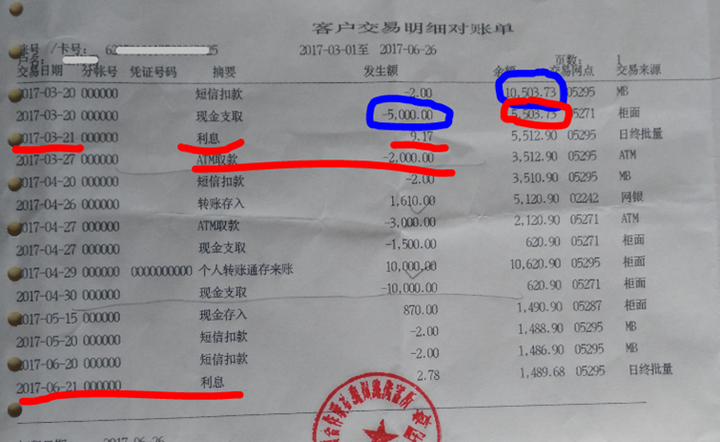 客户交易明细对账单
账号 /卡号: 62 25 2017-03-01至 2017-06-26
户名: 页数: 1
交易日期 分帐号 凭证号码 摘要 发生额 余额 交易网点 交易来源
2017-03-20 000000 短信扣款 -2.00 10,503.73 05295 MB
2017-03-20 000000 现金支取 -5,000.00 5,503.73 05271 柜面
2017-03-21 000000 利息 9.17 5,512.90 05295 日终批量
2017-03-27 000000 ATM取款 -2,000.00 3,512.90 05295 ATM
2017-04-20 000000 短信扣款 -2.00 3,510.90 05295 MB
2017-04-26 000000 转账存入 1,610.00 5,120.90 02242 网银
2017-04-27 000000 ATM取款 -3,000.00 2,120.90 05271 ATM
2017-04-27 000000 现金支取 -1,500.00 620.90 05271 柜面
2017-04-29 000000 0000000000 个人转账通存来账 10,000.00 10,620.90 05295 柜面
2017-04-30 000000 现金支取 -10,000.00 620.90 05271 柜面
2017-05-15 000000 现金存入 870.00 1,490.90 05287 柜面
2017-05-20 000000 短信扣款 -2.00 1,488.90 05295 MB
2017-06-20 000000 短信扣款 -2.00 1,486.90 05295 MB
2017-06-21 000000 利息 2.78 1,489.68 05295 日终批量
2017-06-26